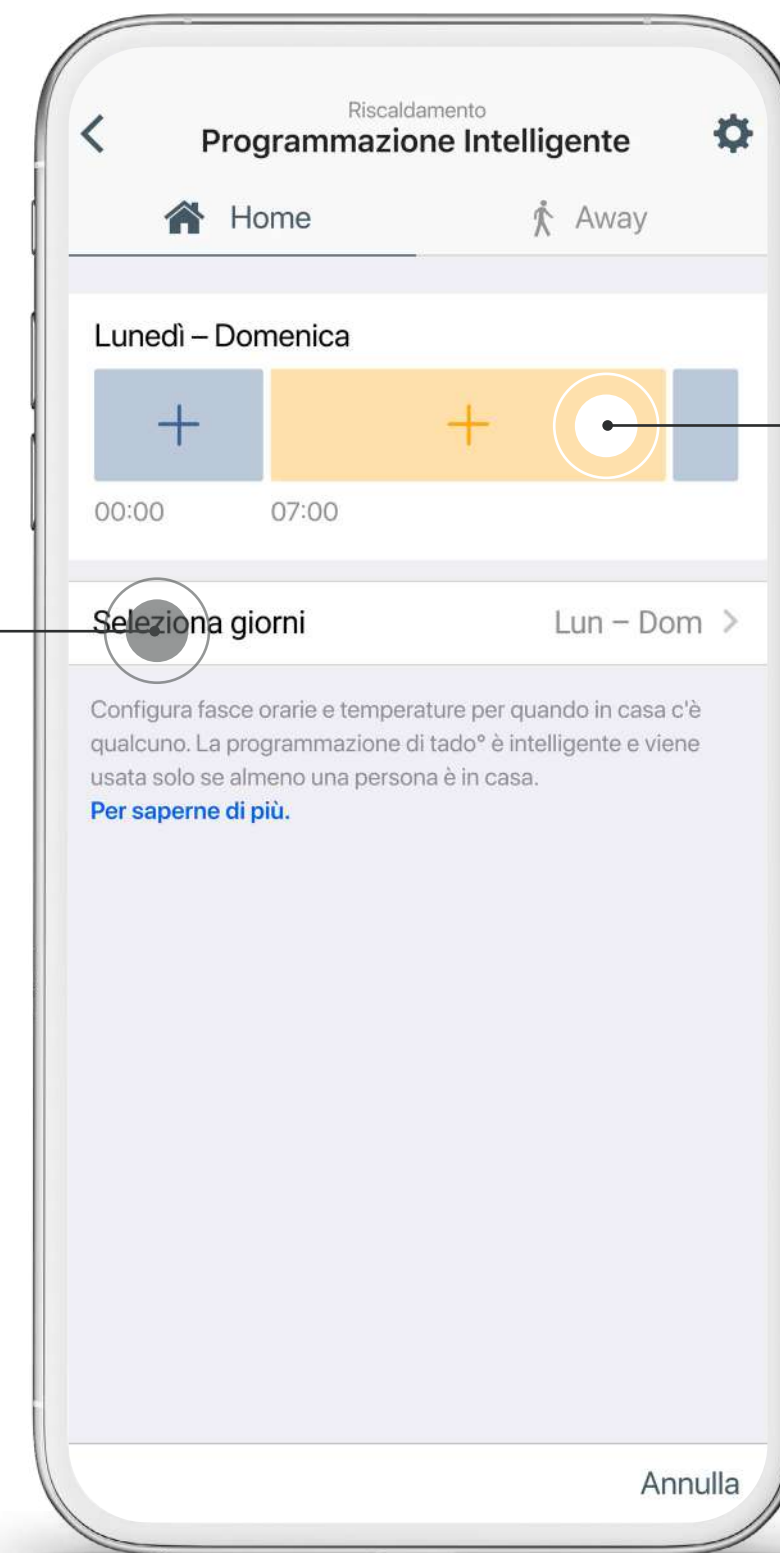 Riscaldamento
Programmazione Intelligente
Home
Away
Lunedì – Domenica
00:00
07:00
Seleziona giorni
Lun – Dom
Configura fasce orarie e temperature per quando in casa c'è
qualcuno. La programmazione di tado° è intelligente e viene
usata solo se almeno una persona è in casa.
Per saperne di più.
Annulla